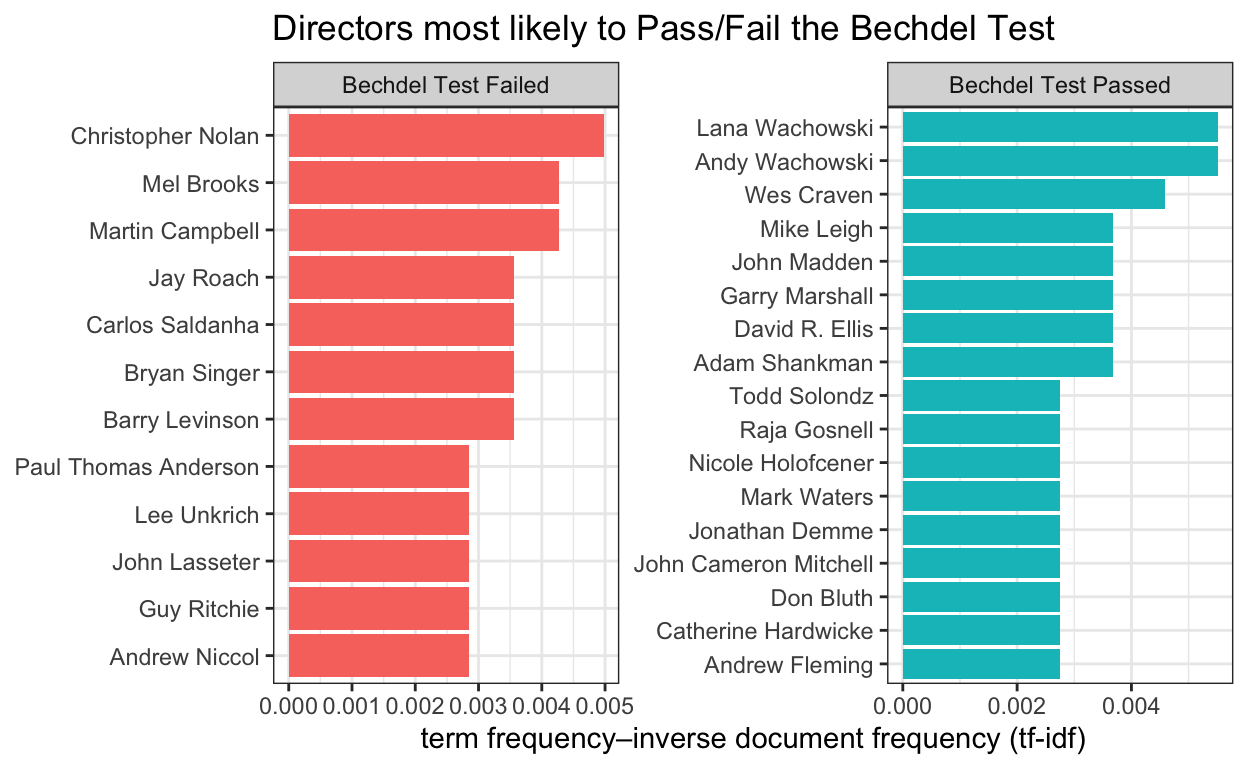 Directors most likely to Pass/Fail the Bechdel Test
Bechdel Test Failed
Christopher Nolan
Mel Brooks
Martin Campbell
Jay Roach
Carlos Saldanha
Bryan Singer
Barry Levinson
Paul Thomas Anderson
Lee Unkrich
John Lasseter
Guy Ritchie
Andrew Niccol
0.000 0.001 0.002 0.003 0.004 0.005
Bechdel Test Passed
Lana Wachowski
Andy Wachowski
Wes Craven
Mike Leigh
John Madden
Garry Marshall
David R. Ellis
Adam Shankman
Todd Solondz
Raja Gosnell
Nicole Holofcener
Mark Waters
Jonathan Demme
John Cameron Mitchell
Don Bluth
Catherine Hardwicke
Andrew Fleming
0.000 0.002 0.004
term frequency–inverse document frequency (tf-idf)